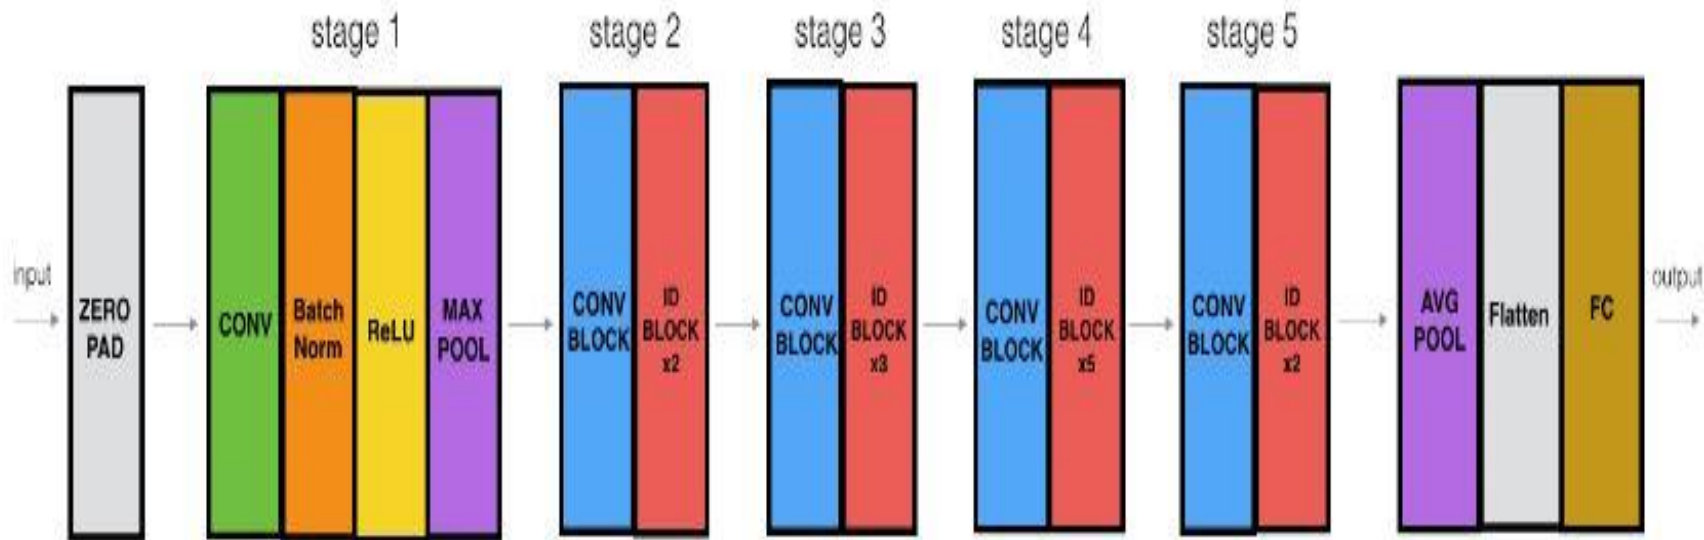 stage 1
stage 2
stage 3
stage 4
stage 5
input
ZERO
PAD
CONV
Batch
Norm
ReLU
MAX
POOL
CONV
BLOCK
ID
BLOCK
x2
CONV
BLOCK
ID
BLOCK
x3
CONV
BLOCK
ID
BLOCK
x5
CONV
BLOCK
ID
BLOCK
x2
AVG
POOL
Flatten
FC
output